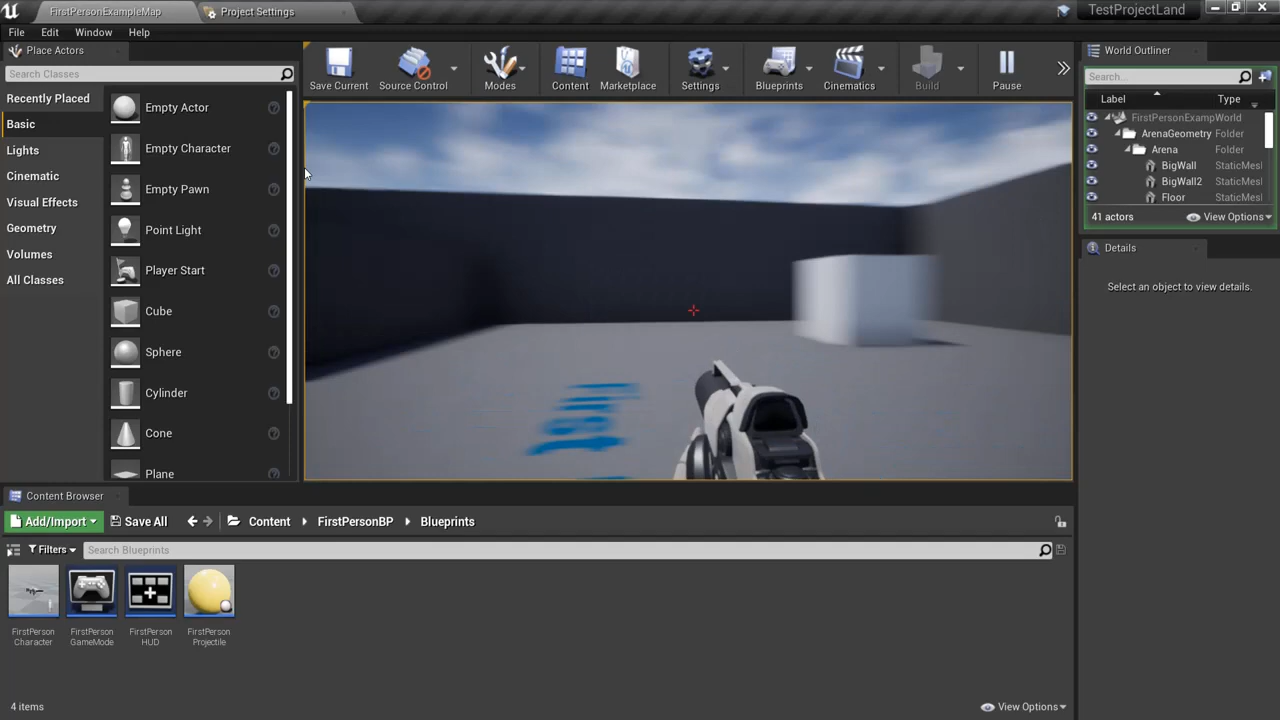 FirstPersonExampleMap
Project Settings
TestProjectLand
File Edit Window Help
Place Actors
Search Classes
Recently Placed
Basic
Lights
Cinematic
Visual Effects
Geometry
Volumes
All Classes
Empty Actor
Empty Character
Empty Pawn
Point Light
Player Start
Cube
Sphere
Cylinder
Cone
Plane
Save Current
Source Control
Modes
Content
Marketplace
Settings
Blueprints
Cinematics
Build
Pause
World Outliner
Search...
Label Type
FirstPersonExampWorld
ArenaGeometry Folder
Arena Folder
BigWall StaticMesl
BigWall2 StaticMesl
Floor StaticMesl
41 actors View Options
Details
Select an object to view details.
Content Browser
Add/Import Save All Content FirstPersonBP Blueprints
Filters Search Blueprints
FirstPerson
Character
FirstPerson
GameMode
FirstPerson
HUD
FirstPerson
Projectile
4 items View Options